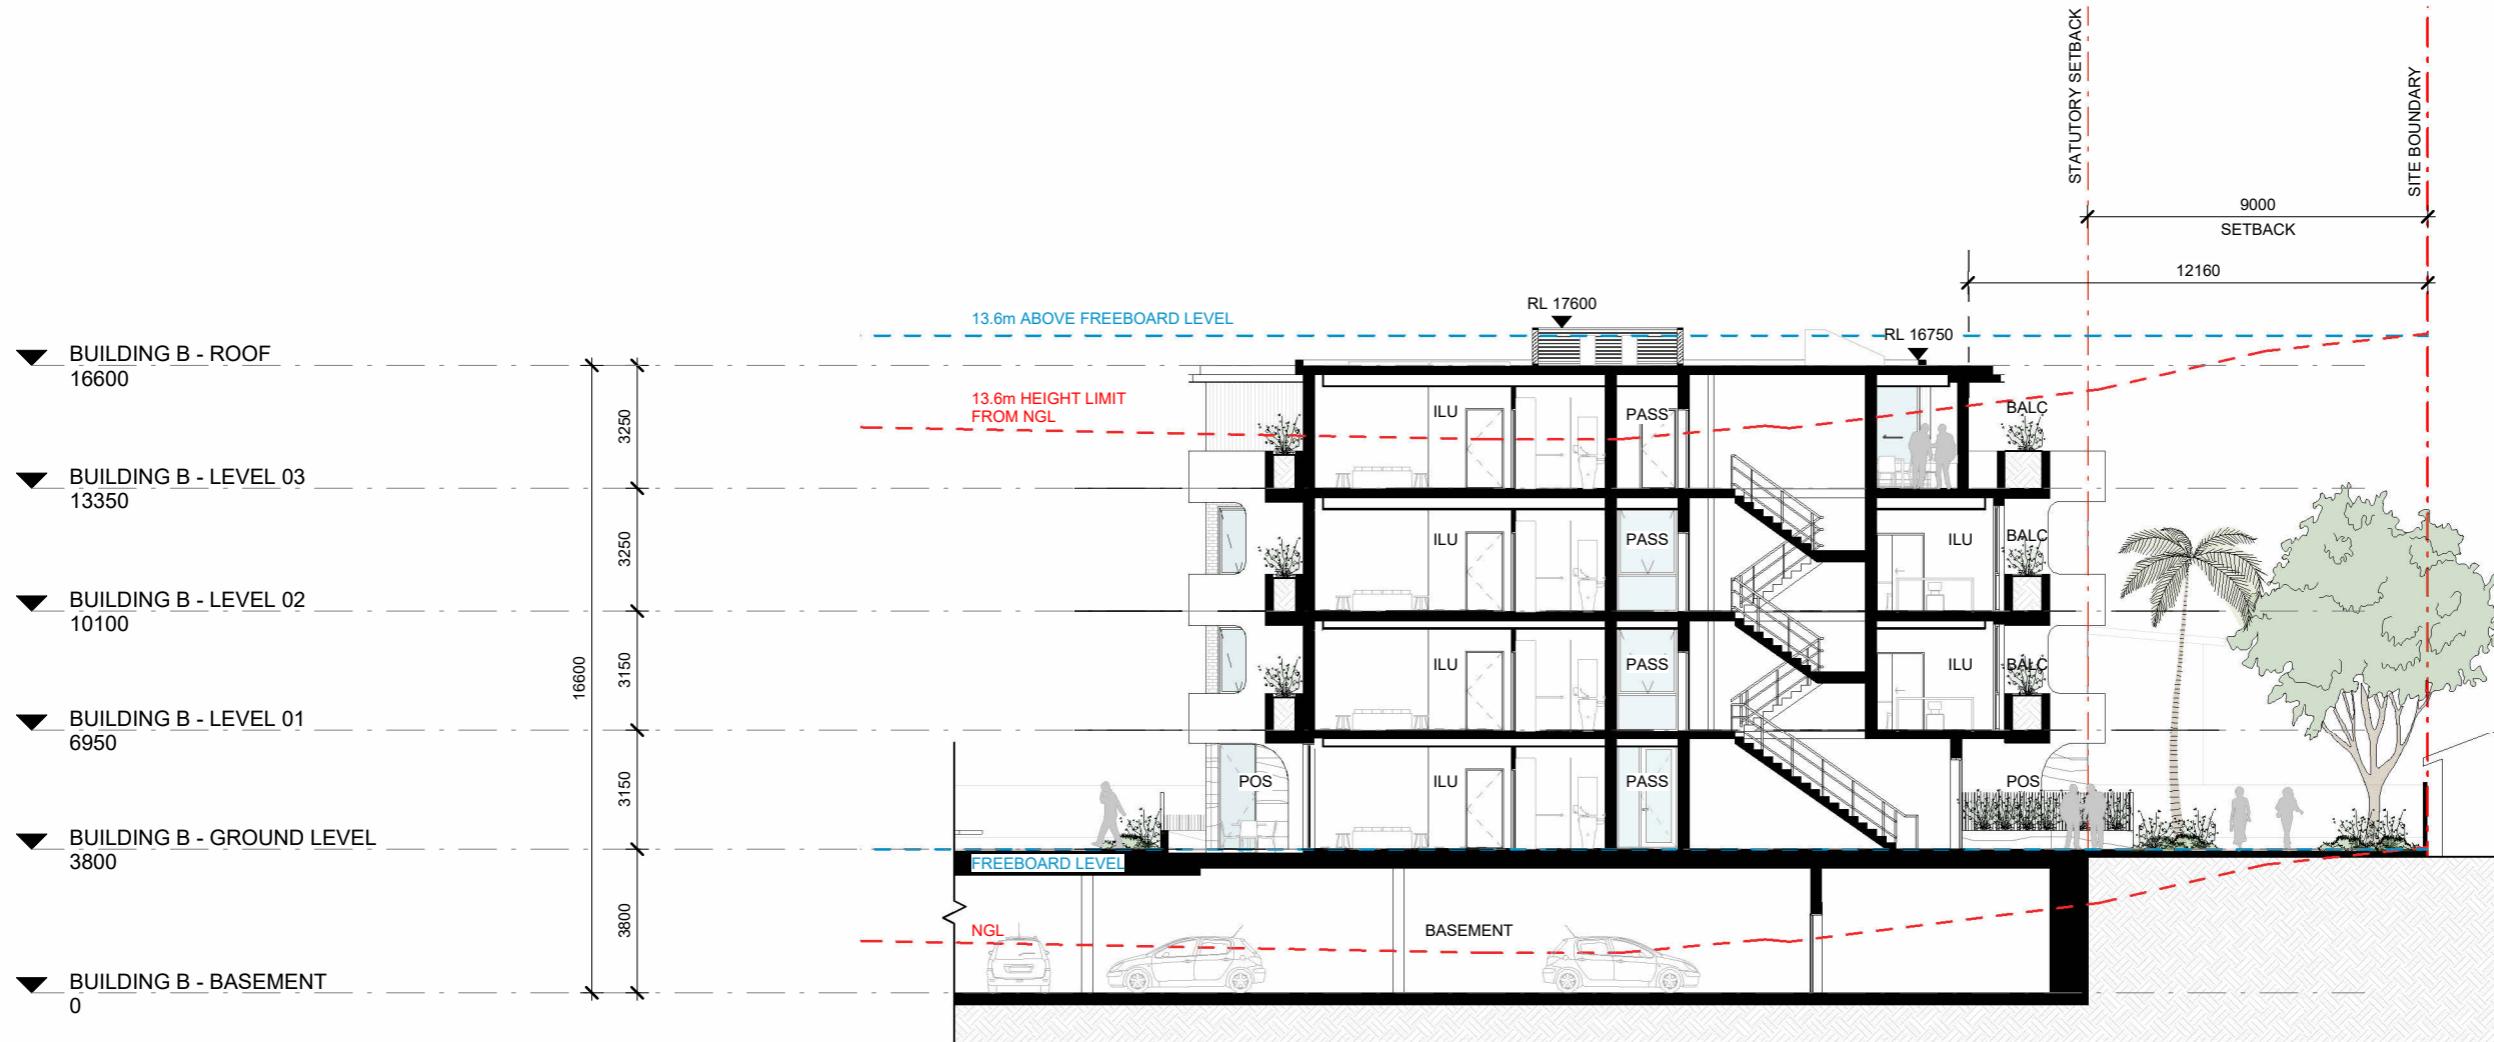 STATUTORY SETBACK
SITE BOUNDARY
9000
SETBACK
12160
RL 17600
13.6m ABOVE FREEBOARD LEVEL
RL 16750
BUILDING B - ROOF
16600
13.6m HEIGHT LIMIT
FROM NGL
3250
ILU
PASS
BALC
BUILDING B - LEVEL 03
13350
3250
ILU
PASS
ILU
BALC
BUILDING B - LEVEL 02
10100
16600
3150
ILU
PASS
ILU
BALC
BUILDING B - LEVEL 01
6950
3150
POS
ILU
PASS
POS
BUILDING B - GROUND LEVEL
3800
FREEBOARD LEVEL
3800
NGL
BASEMENT
BUILDING B - BASEMENT
0